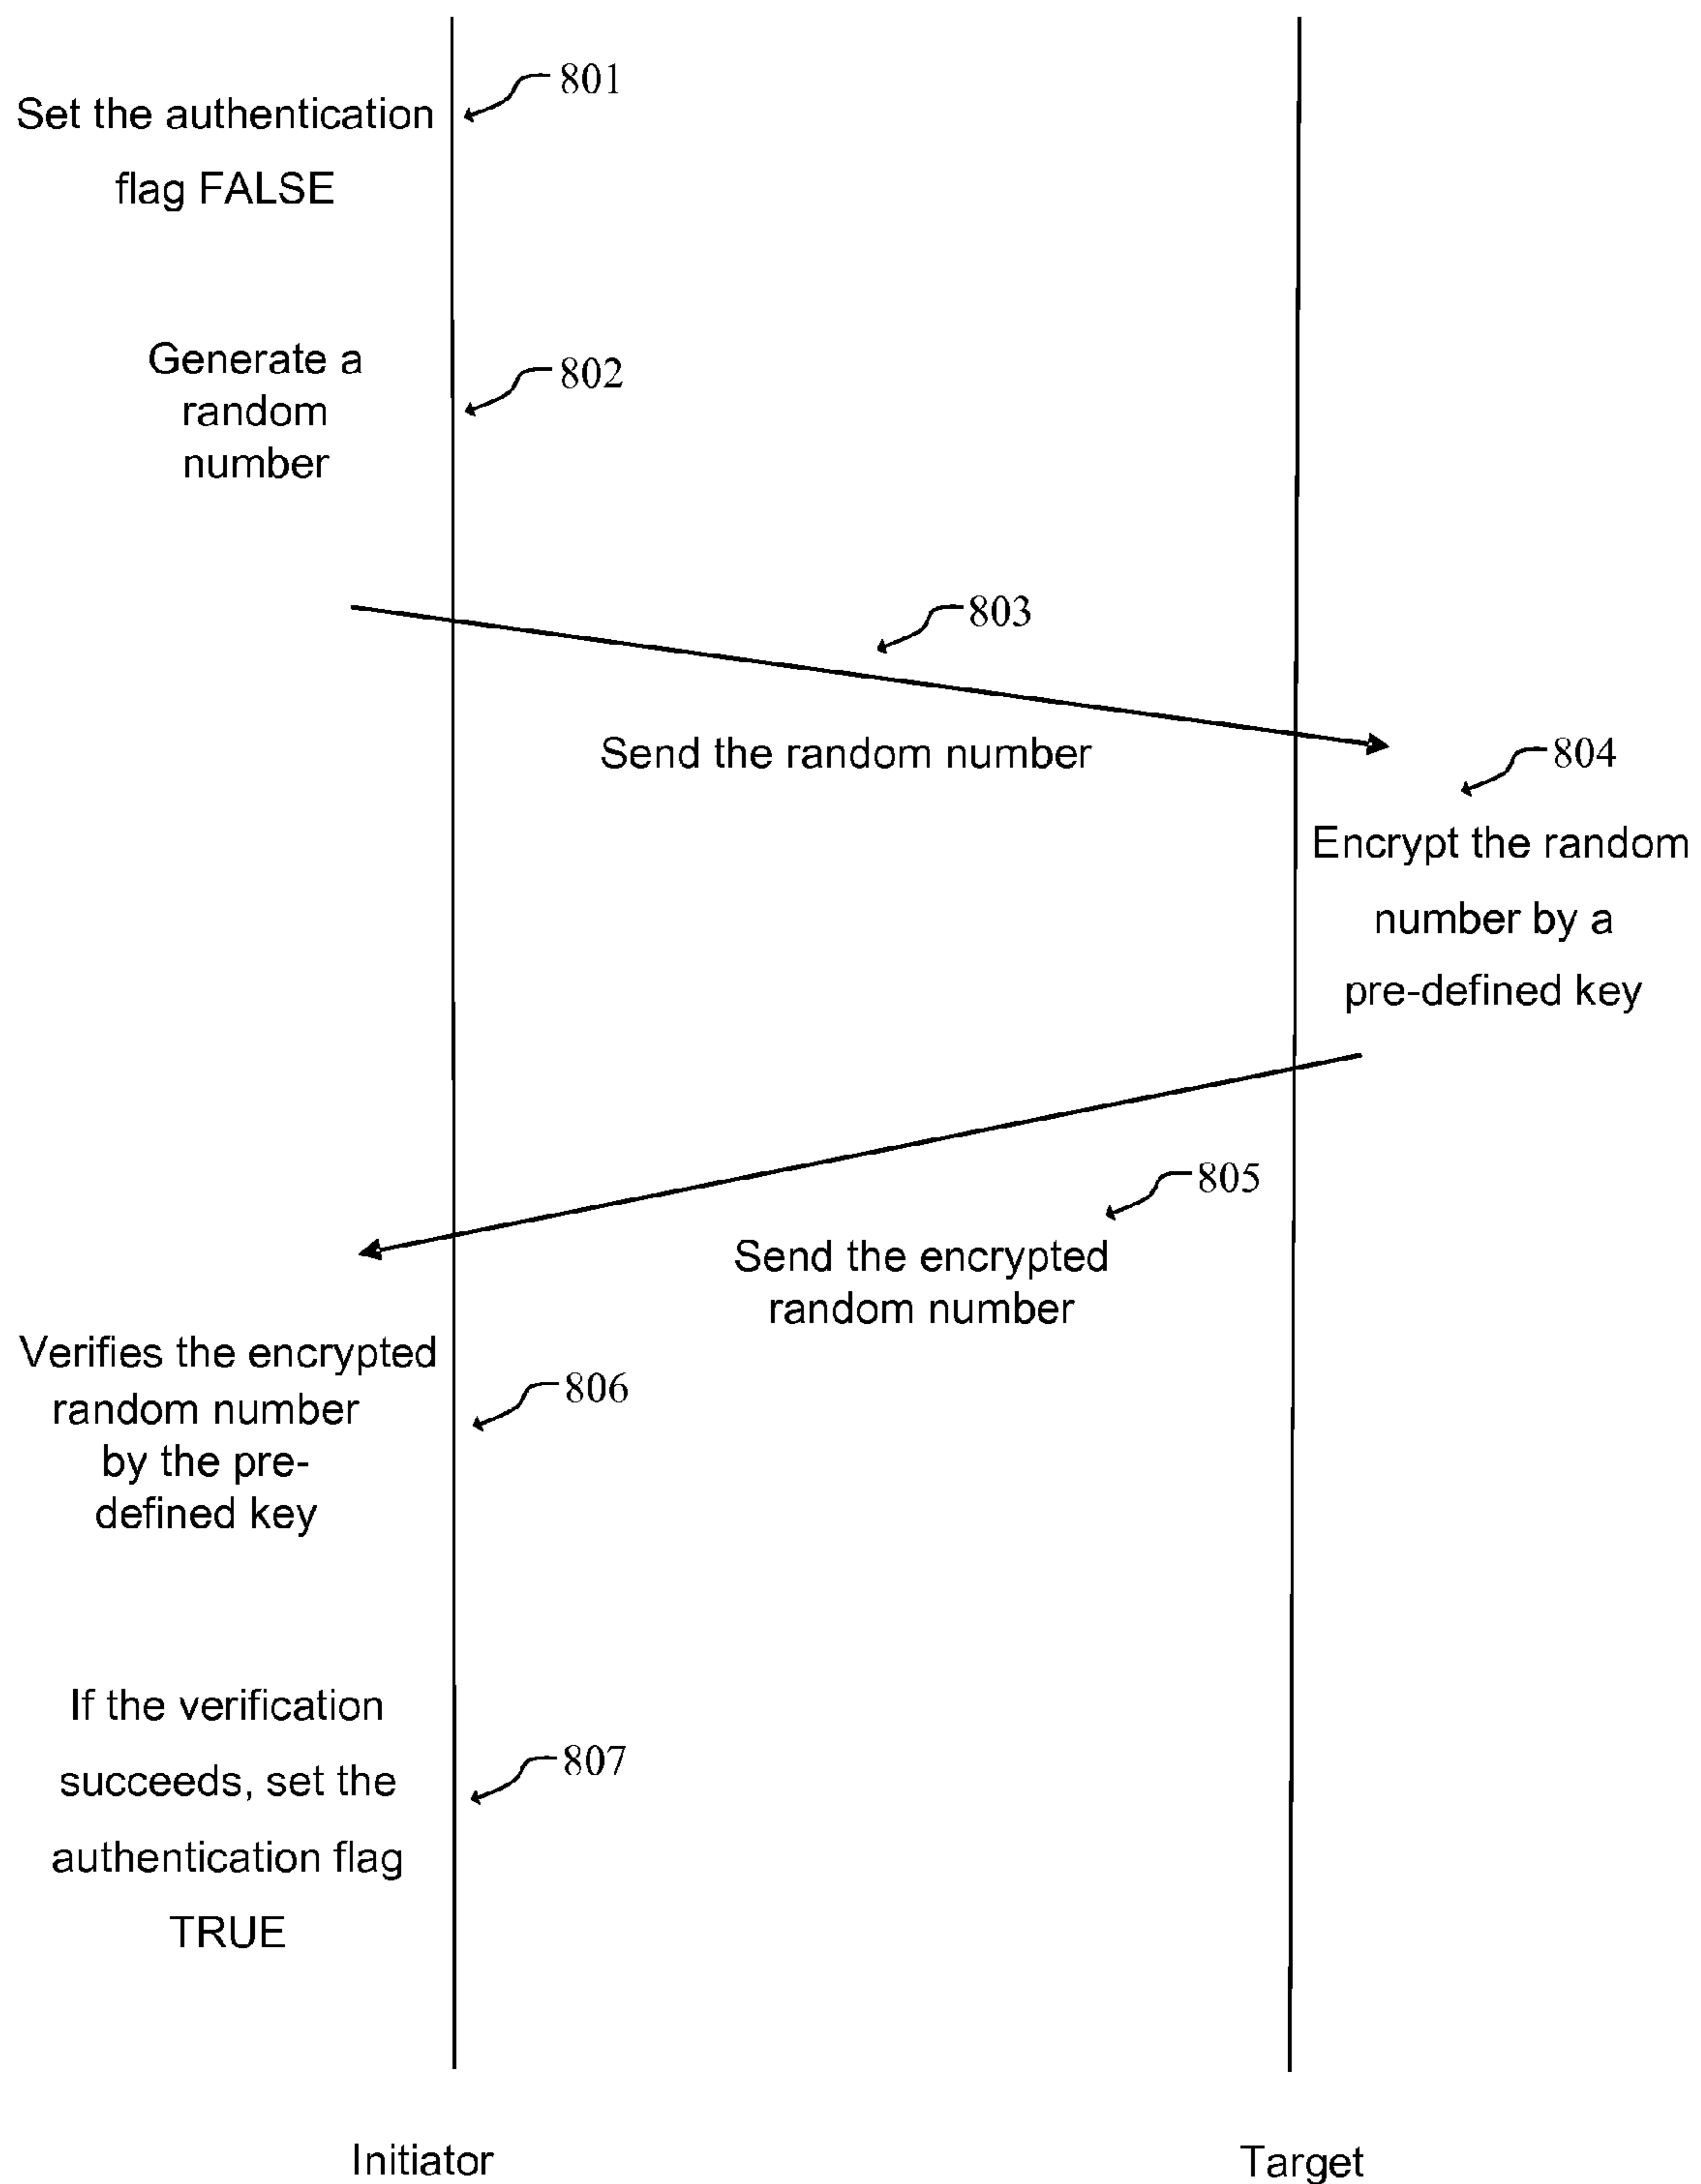 801
Set the authentication
flag FALSE
Generate a
random
number
802
803
Send the random number
804
Encrypt the random
number by a
pre-defined key
805
Send the encrypted
random number
Verifies the encrypted
random number
by the pre-
defined key
806
If the verification
succeeds, set the
authentication flag
TRUE
807
Initiator
Target